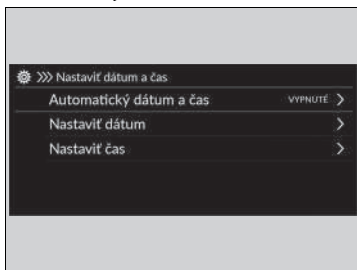 Nastaviť dátum a čas
Automatický dátum a čas VYPNUTÉ
Nastaviť dátum
Nastaviť čas